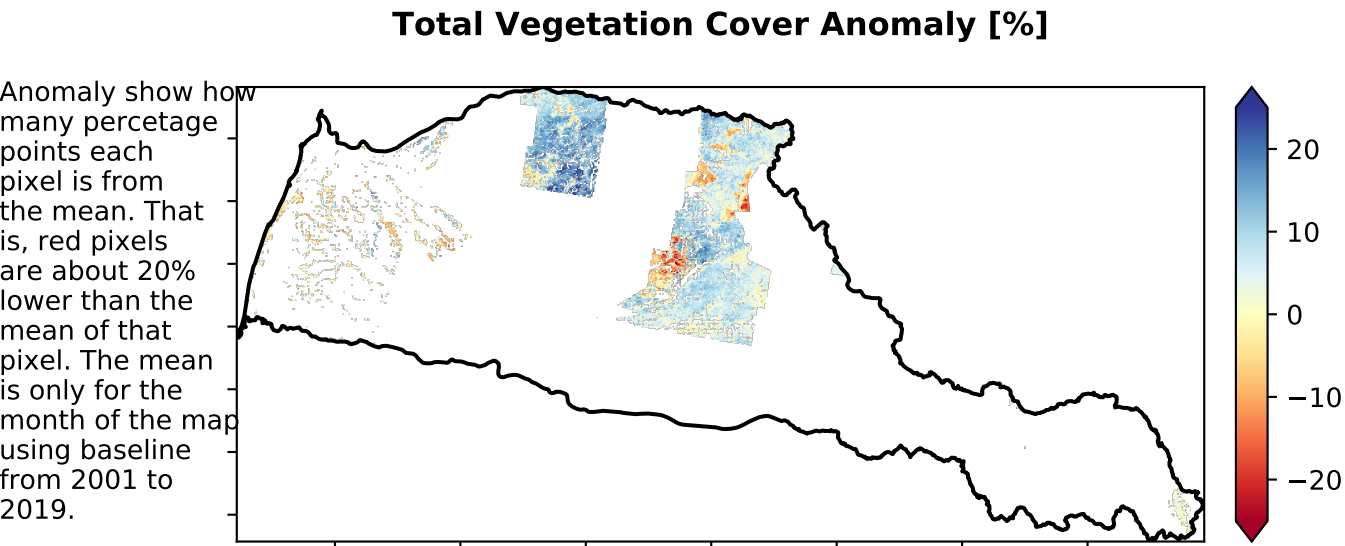 Total Vegetation Cover Anomaly [%]
Anomaly show how
many percetage
points each
pixel is from
the mean. That
is, red pixels
are about 20%
lower than the
mean of that
pixel. The mean
is only for the
month of the map
using baseline
from 2001 to
2019.
20
10
0
−10
−20